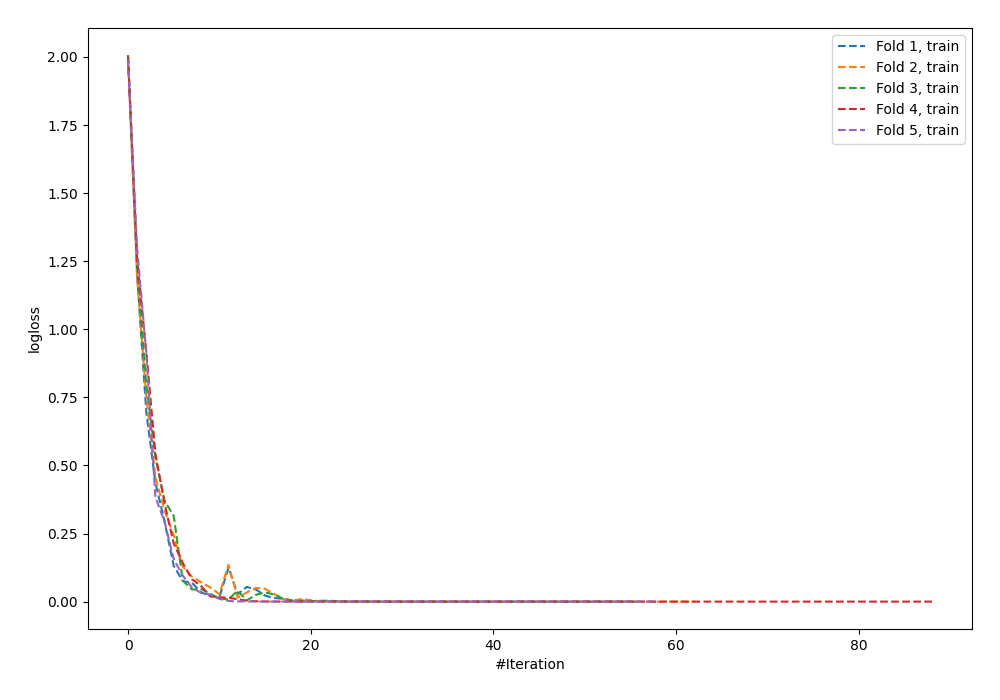 2.00
1.75
1.50
1.25
1.00
0.75
0.50
0.25
0.00
logloss
0
20
40
60
80
#Iteration
Fold 1, train
Fold 2, train
Fold 3, train
Fold 4, train
Fold 5, train